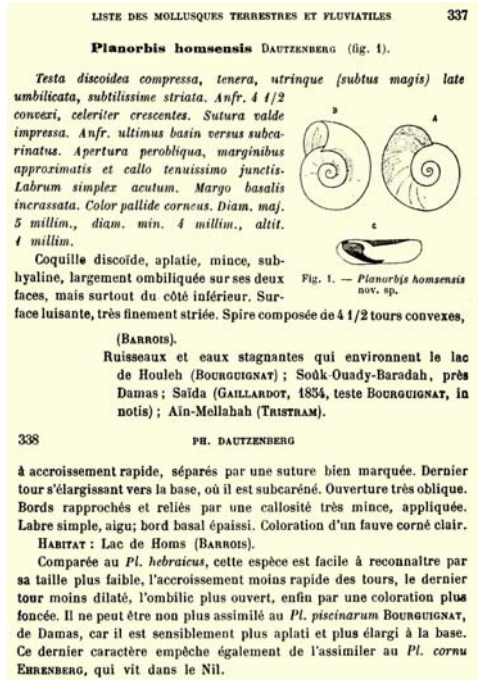 LISTE DES MOLLUSQUES TERRESTRES ET FLUVIATILES 337
Planorbis homsensis DAUTZENBERG (fig. 1).
Testa discoidea compressa, tenera, utrinque (subtus magis) late
umbilicata, subtilissime striata. Anfr. 4 1/2
convexi, celeriter crescentes. Sutura valde
impressa. Anfr. ultimus basin versus subca-
rinatus. Apertura perobliqua, marginibus
approximatis et callo tenuissimo junctis.
Labrum simplex acutum. Margo basalis
incrassata. Color pallide corneus. Diam. maj.
5 millim., diam. min. 4 millim., altit.
1 millim.
B
A
C
Fig. 1. — Planorbis homsensis
nov. sp.
Coquille discoïde, aplatie, mince, sub-
hyaline, largement ombiliquée sur ses deux
faces, mais surtout du côté inférieur. Sur-
face luisante, très finement striée. Spire composée de 4 1/2 tours convexes,
(BARROIS).
Ruisseaux et eaux stagnantes qui environnent le lac
de Houleh (BOURGUIGNAT) ; Soûk-Ouady-Baradah, près
Damas ; Saïda (GAILLARDOT, 1854, teste BOURGUIGNAT, in
notis) ; Aïn-Mellahah (TRISTRAM).
338 PH. DAUTZENBERG
à accroissement rapide, séparés par une suture bien marquée. Dernier
tour s'élargissant vers la base, où il est subcaréné. Ouverture très oblique.
Bords rapprochés et reliés par une callosité très mince, appliquée.
Labre simple, aigu; bord basal épaissi. Coloration d'un fauve corné clair.
HABITAT : Lac de Homs (BARROIS).
Comparée au Pl. hebraicus, cette espèce est facile à reconnaître par
sa taille plus faible, l'accroissement moins rapide des tours, le dernier
tour moins dilaté, l'ombilic plus ouvert, enfin par une coloration plus
foncée. Il ne peut être non plus assimilé au Pl. piscinarum BOURGUIGNAT,
de Damas, car il est sensiblement plus aplati et plus élargi à la base.
Ce dernier caractère empêche également de l'assimiler au Pl. cornu
EHRENBERG, qui vit dans le Nil.